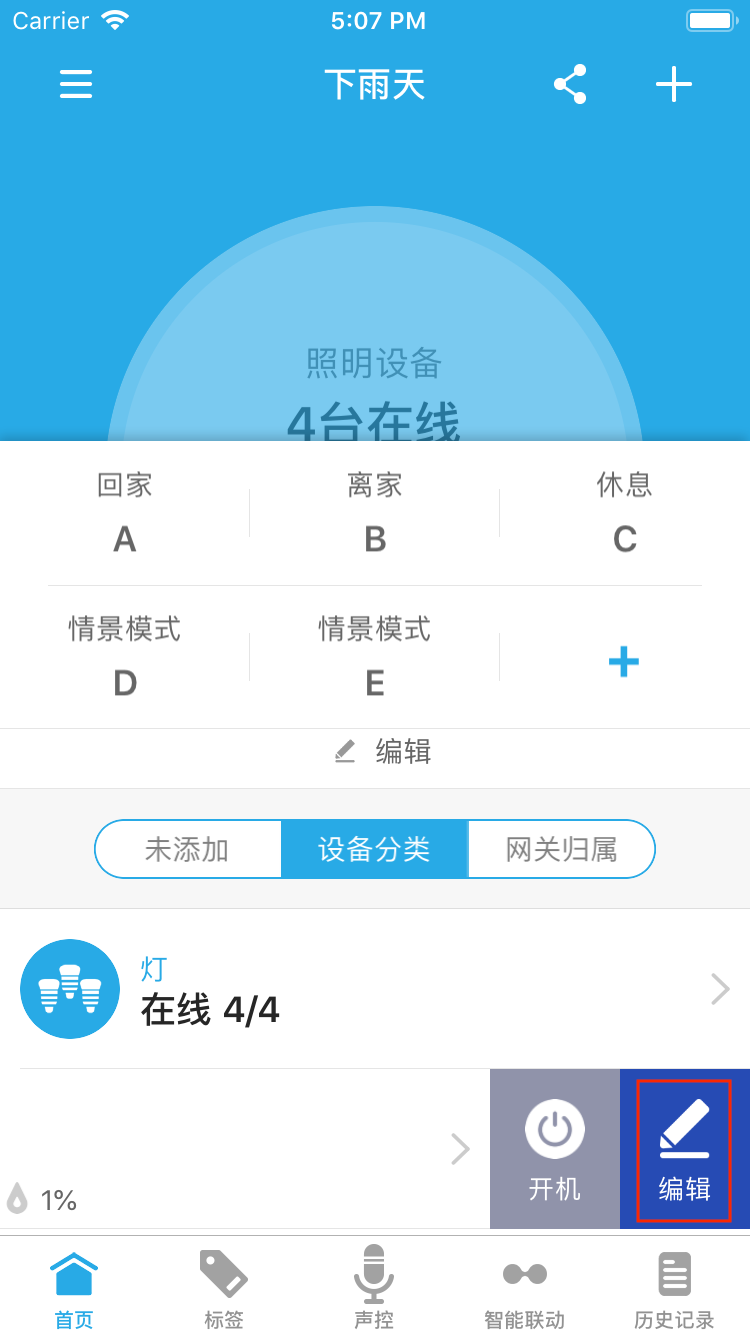 Carrier 5:07 PM
下雨天
照明设备
4台在线
回家 离家 休息
A B C
情景模式 情景模式
D E
编辑
未添加 设备分类 网关归属
灯
在线 4/4
开机 编辑
1%
首页 标签 声控 智能联动 历史记录